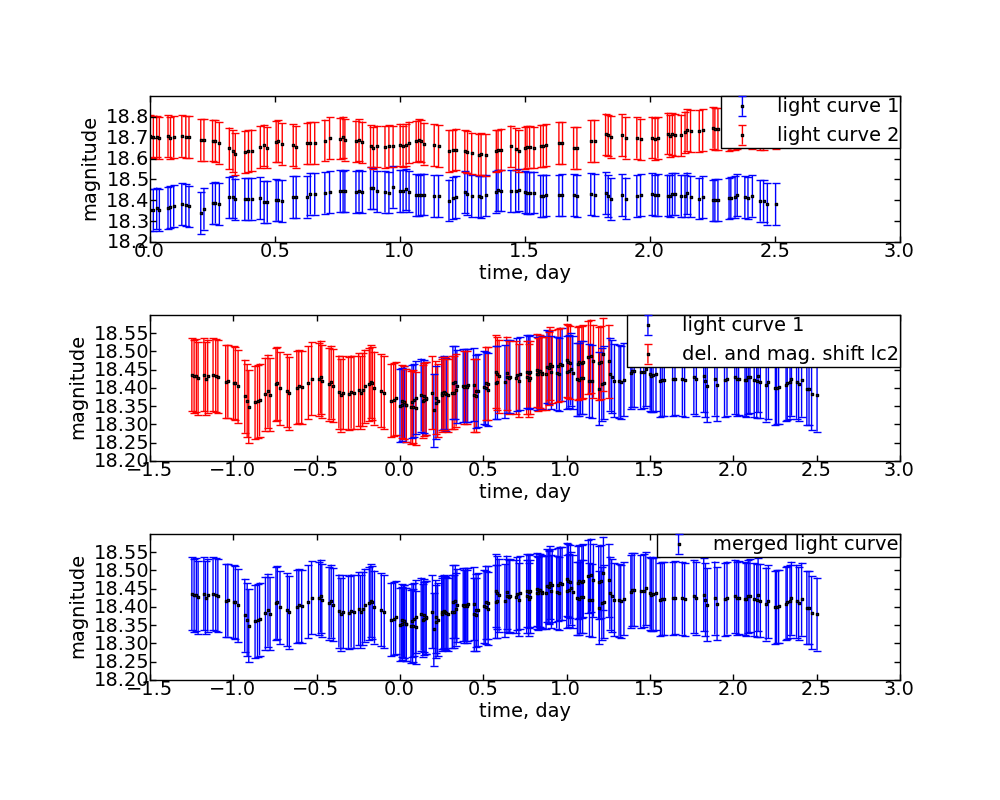 light curve 1
light curve 2
18.8
18.7
18.6
18.5
18.4
18.3
18.2
magnitude
0.0 0.5 1.0 1.5 2.0 2.5 3.0
time, day
light curve 1
del. and mag. shift lc2
18.55
18.50
18.45
18.40
18.35
18.30
18.25
18.20
magnitude
−1.5 −1.0 −0.5 0.0 0.5 1.0 1.5 2.0 2.5 3.0
time, day
merged light curve
18.55
18.50
18.45
18.40
18.35
18.30
18.25
18.20
magnitude
−1.5 −1.0 −0.5 0.0 0.5 1.0 1.5 2.0 2.5 3.0
time, day